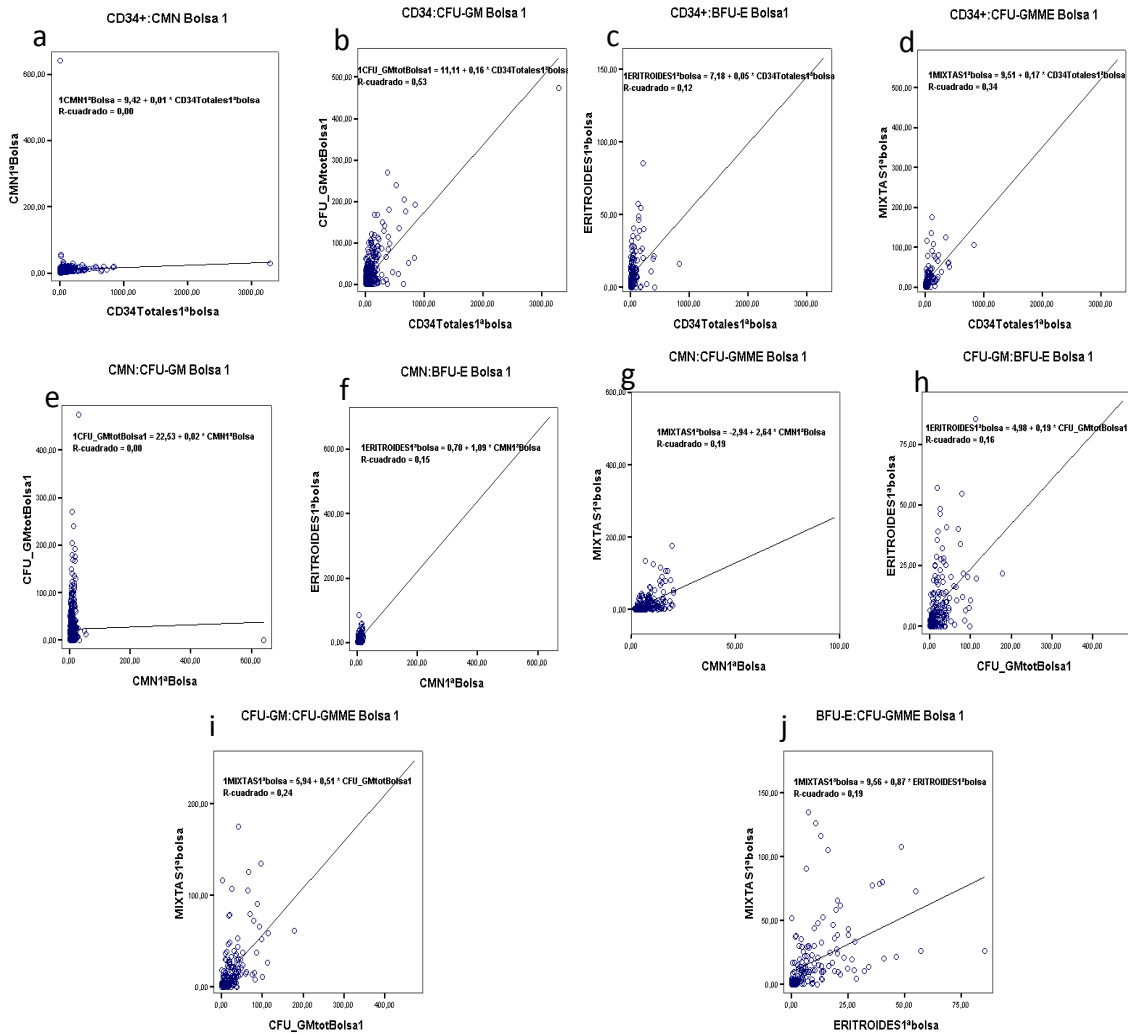 CD34+:CMN Bolsa 1
a
600,00
400,00
200,00
0,00
CMN1ªBolsa
1CMN1ªBolsa = 9,42 + 0,01 * CD34Totales1ªbolsa
R-cuadrado = 0,00
0,00 1000,00 2000,00 3000,00
CD34Totales1ªbolsa
CD34:CFU-GM Bolsa 1
b
500,00
400,00
300,00
200,00
100,00
0,00
CFU_GMtotBolsa1
1CFU_GMtotBolsa1 = 11,11 + 0,16 * CD34Totales1ªbolsa
R-cuadrado = 0,53
0,00 1000,00 2000,00 3000,00
CD34Totales1ªbolsa
CD34+:BFU-E Bolsa1
c
150,00
100,00
50,00
0,00
ERITROIDES1ªbolsa
1ERITROIDES1ªbolsa = 7,18 + 0,05 * CD34Totales1ªbolsa
R-cuadrado = 0,12
0,00 1000,00 2000,00 3000,00
CD34Totales1ªbolsa
CD34+:CFU-GMME Bolsa 1
d
500,00
400,00
300,00
200,00
100,00
0,00
MIXTAS1ªbolsa
1MIXTAS1ªbolsa = 9,51 + 0,17 * CD34Totales1ªbolsa
R-cuadrado = 0,34
0,00 1000,00 2000,00 3000,00
CD34Totales1ªbolsa
CMN:CFU-GM Bolsa 1
e
500,00
400,00
300,00
200,00
100,00
0,00
CFU_GMtotBolsa1
1CFU_GMtotBolsa1 = 22,53 + 0,02 * CMN1ªBolsa
R-cuadrado = 0,00
0,00 200,00 400,00 600,00
CMN1ªBolsa
CMN:BFU-E Bolsa 1
f
600,00
400,00
200,00
0,00
ERITROIDES1ªbolsa
1ERITROIDES1ªbolsa = 0,70 + 1,09 * CMN1ªBolsa
R-cuadrado = 0,15
0,00 200,00 400,00 600,00
CMN1ªBolsa
CMN:CFU-GMME Bolsa 1
g
600,00
400,00
200,00
0,00
MIXTAS1ªbolsa
1MIXTAS1ªbolsa = -2,94 + 2,64 * CMN1ªBolsa
R-cuadrado = 0,19
0,00 50,00 100,00
CMN1ªBolsa
CFU-GM:BFU-E Bolsa 1
h
75,00
50,00
25,00
0,00
ERITROIDES1ªbolsa
1ERITROIDES1ªbolsa = 4,98 + 0,19 * CFU_GMtotBolsa1
R-cuadrado = 0,16
0,00 100,00 200,00 300,00 400,00
CFU_GMtotBolsa1
CFU-GM:CFU-GMME Bolsa 1
i
200,00
100,00
0,00
MIXTAS1ªbolsa
1MIXTAS1ªbolsa = 5,94 + 0,51 * CFU_GMtotBolsa1
R-cuadrado = 0,24
0,00 100,00 200,00 300,00 400,00
CFU_GMtotBolsa1
BFU-E:CFU-GMME Bolsa 1
j
150,00
100,00
50,00
0,00
MIXTAS1ªbolsa
1MIXTAS1ªbolsa = 9,56 + 0,87 * ERITROIDES1ªbolsa
R-cuadrado = 0,19
0,00 25,00 50,00 75,00
ERITROIDES1ªbolsa